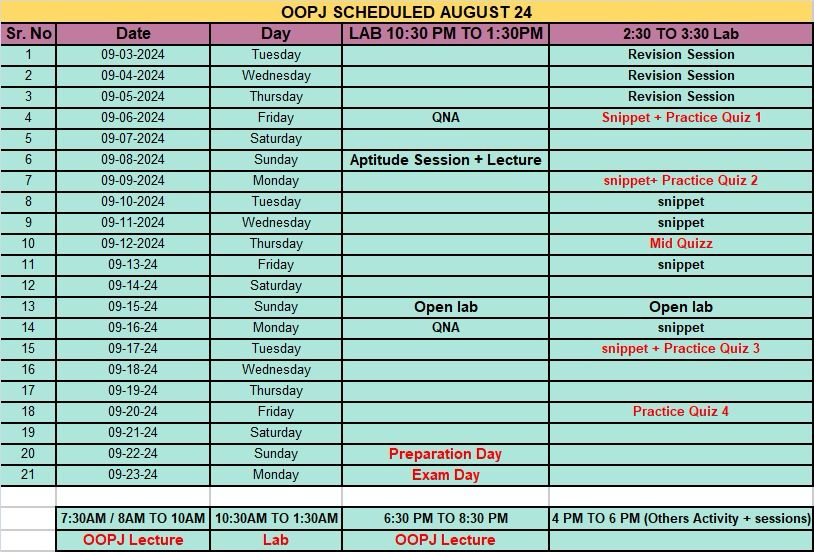 OOPJ SCHEDULED AUGUST 24
Sr. No Date Day LAB 10:30 PM TO 1:30PM 2:30 TO 3:30 Lab
1 09-03-2024 Tuesday Revision Session
2 09-04-2024 Wednesday Revision Session
3 09-05-2024 Thursday Revision Session
4 09-06-2024 Friday QNA Snippet + Practice Quiz 1
5 09-07-2024 Saturday
6 09-08-2024 Sunday Aptitude Session + Lecture
7 09-09-2024 Monday snippet+ Practice Quiz 2
8 09-10-2024 Tuesday snippet
9 09-11-2024 Wednesday snippet
10 09-12-2024 Thursday Mid Quizz
11 09-13-24 Friday snippet
12 09-14-24 Saturday
13 09-15-24 Sunday Open lab Open lab
14 09-16-24 Monday QNA snippet
15 09-17-24 Tuesday snippet + Practice Quiz 3
16 09-18-24 Wednesday
17 09-19-24 Thursday
18 09-20-24 Friday Practice Quiz 4
19 09-21-24 Saturday
20 09-22-24 Sunday Preparation Day
21 09-23-24 Monday Exam Day
7:30AM / 8AM TO 10AM 10:30AM TO 1:30AM 6:30 PM TO 8:30 PM 4 PM TO 6 PM (Others Activity + sessions)
OOPJ Lecture Lab OOPJ Lecture